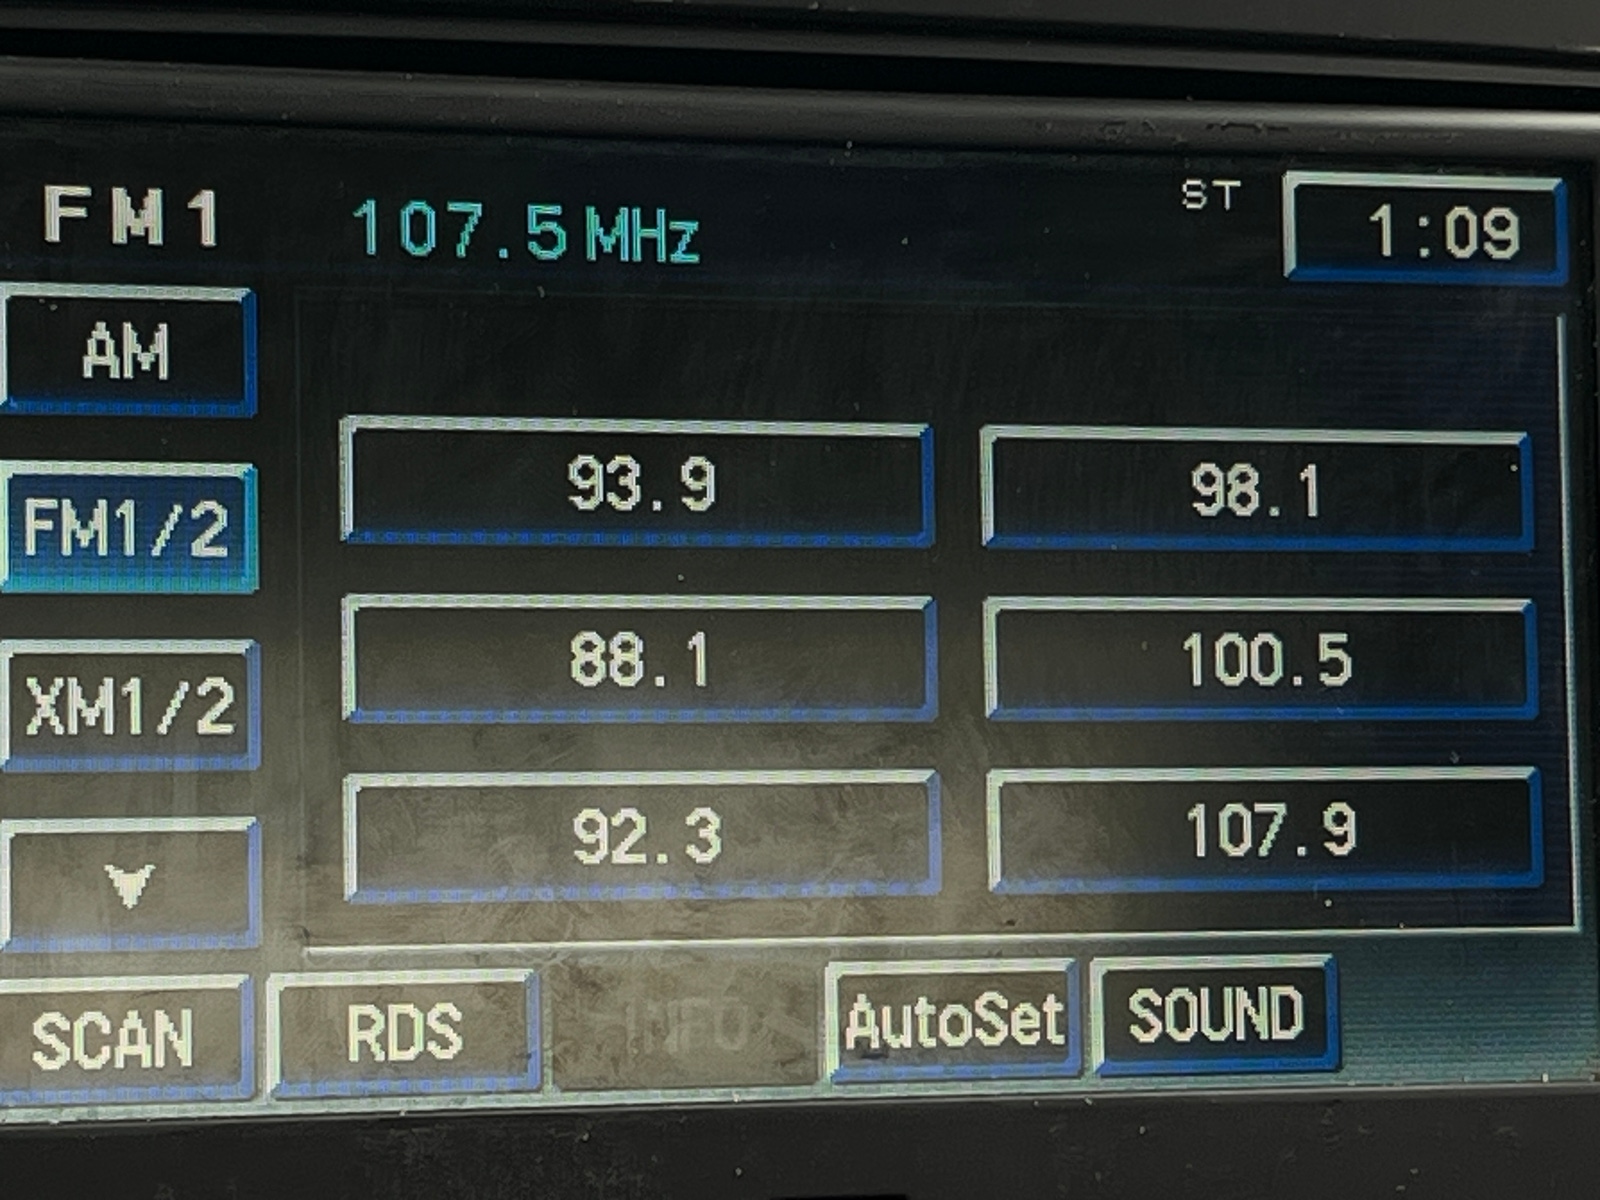 FM1 107.5 MHz ST 1:09
AM
93.9 98.1
FM1/2
88.1 100.5
XM1/2
92.3 107.9
SCAN RDS INFO AutoSet SOUND